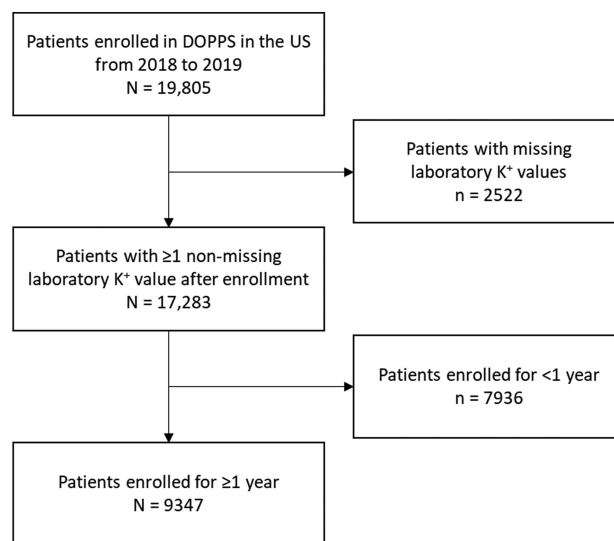 Patients enrolled in DOPPS in the US
from 2018 to 2019
N = 19,805
Patients with missing
laboratory K⁺ values
n = 2522
Patients with ≥1 non-missing
laboratory K⁺ value after enrollment
N = 17,283
Patients enrolled for <1 year
n = 7936
Patients enrolled for ≥1 year
N = 9347